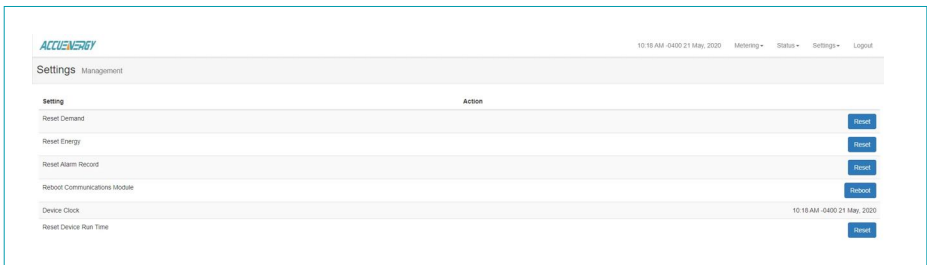 ACCUENERGY 10:18 AM -0400 21 May, 2020 Metering Status Settings Logout
Settings Management
Setting Action
Reset Demand Reset
Reset Energy Reset
Reset Alarm Record Reset
Reboot Communications Module Reboot
Device Clock 10:18 AM -0400 21 May, 2020
Reset Device Run Time Reset